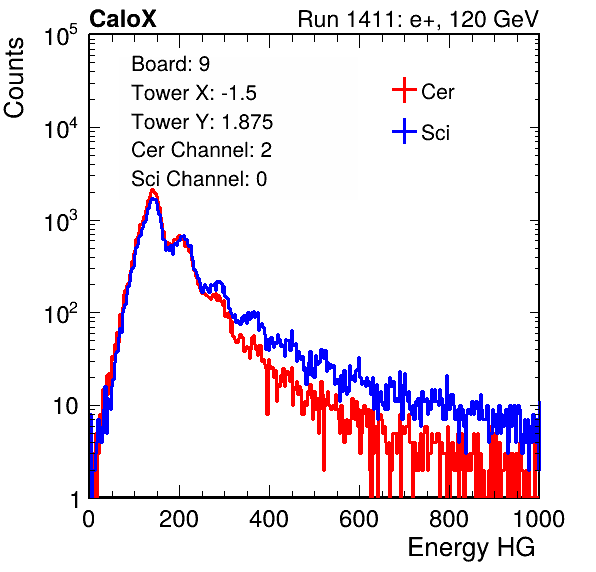 CaloX Run 1411: e+, 120 GeV
Counts
Board: 9
Tower X: -1.5
Tower Y: 1.875
Cer Channel: 2
Sci Channel: 0
Cer
Sci
10^5
10^4
10^3
10^2
10
1
0 200 400 600 800 1000
Energy HG